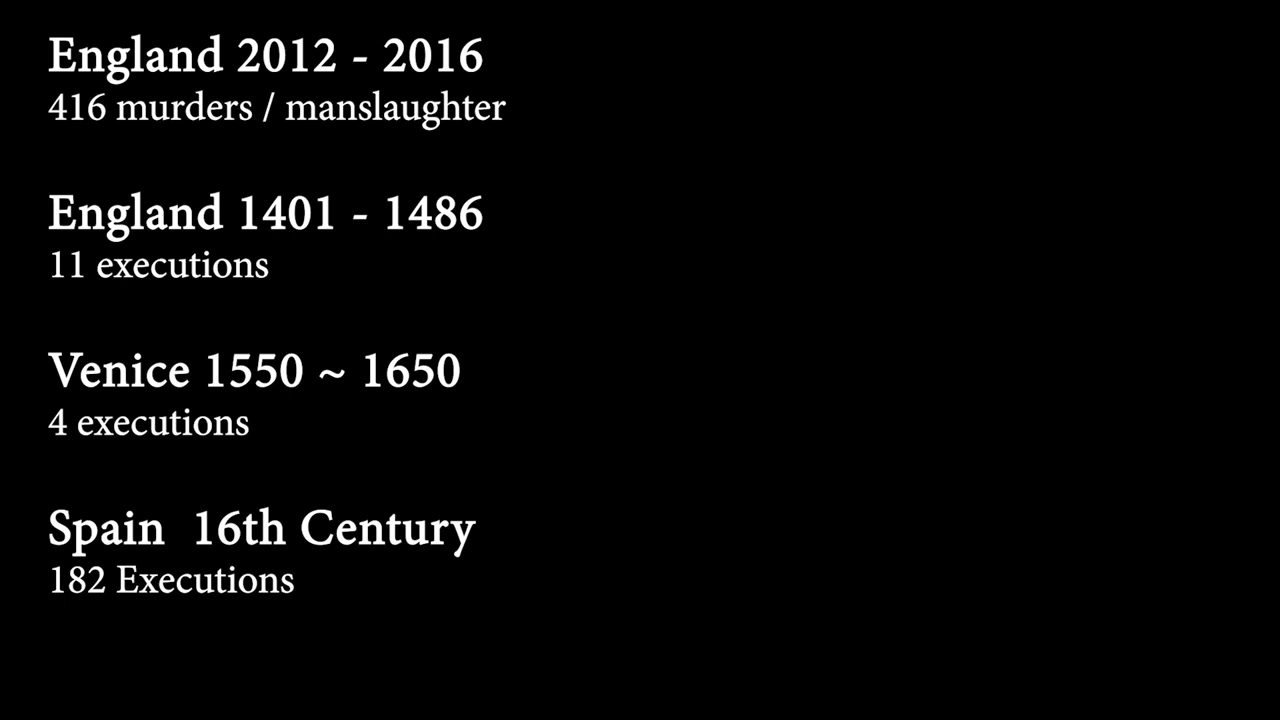 England 2012 - 2016
416 murders / manslaughter
England 1401 - 1486
11 executions
Venice 1550 ~ 1650
4 executions
Spain  16th Century
182 Executions